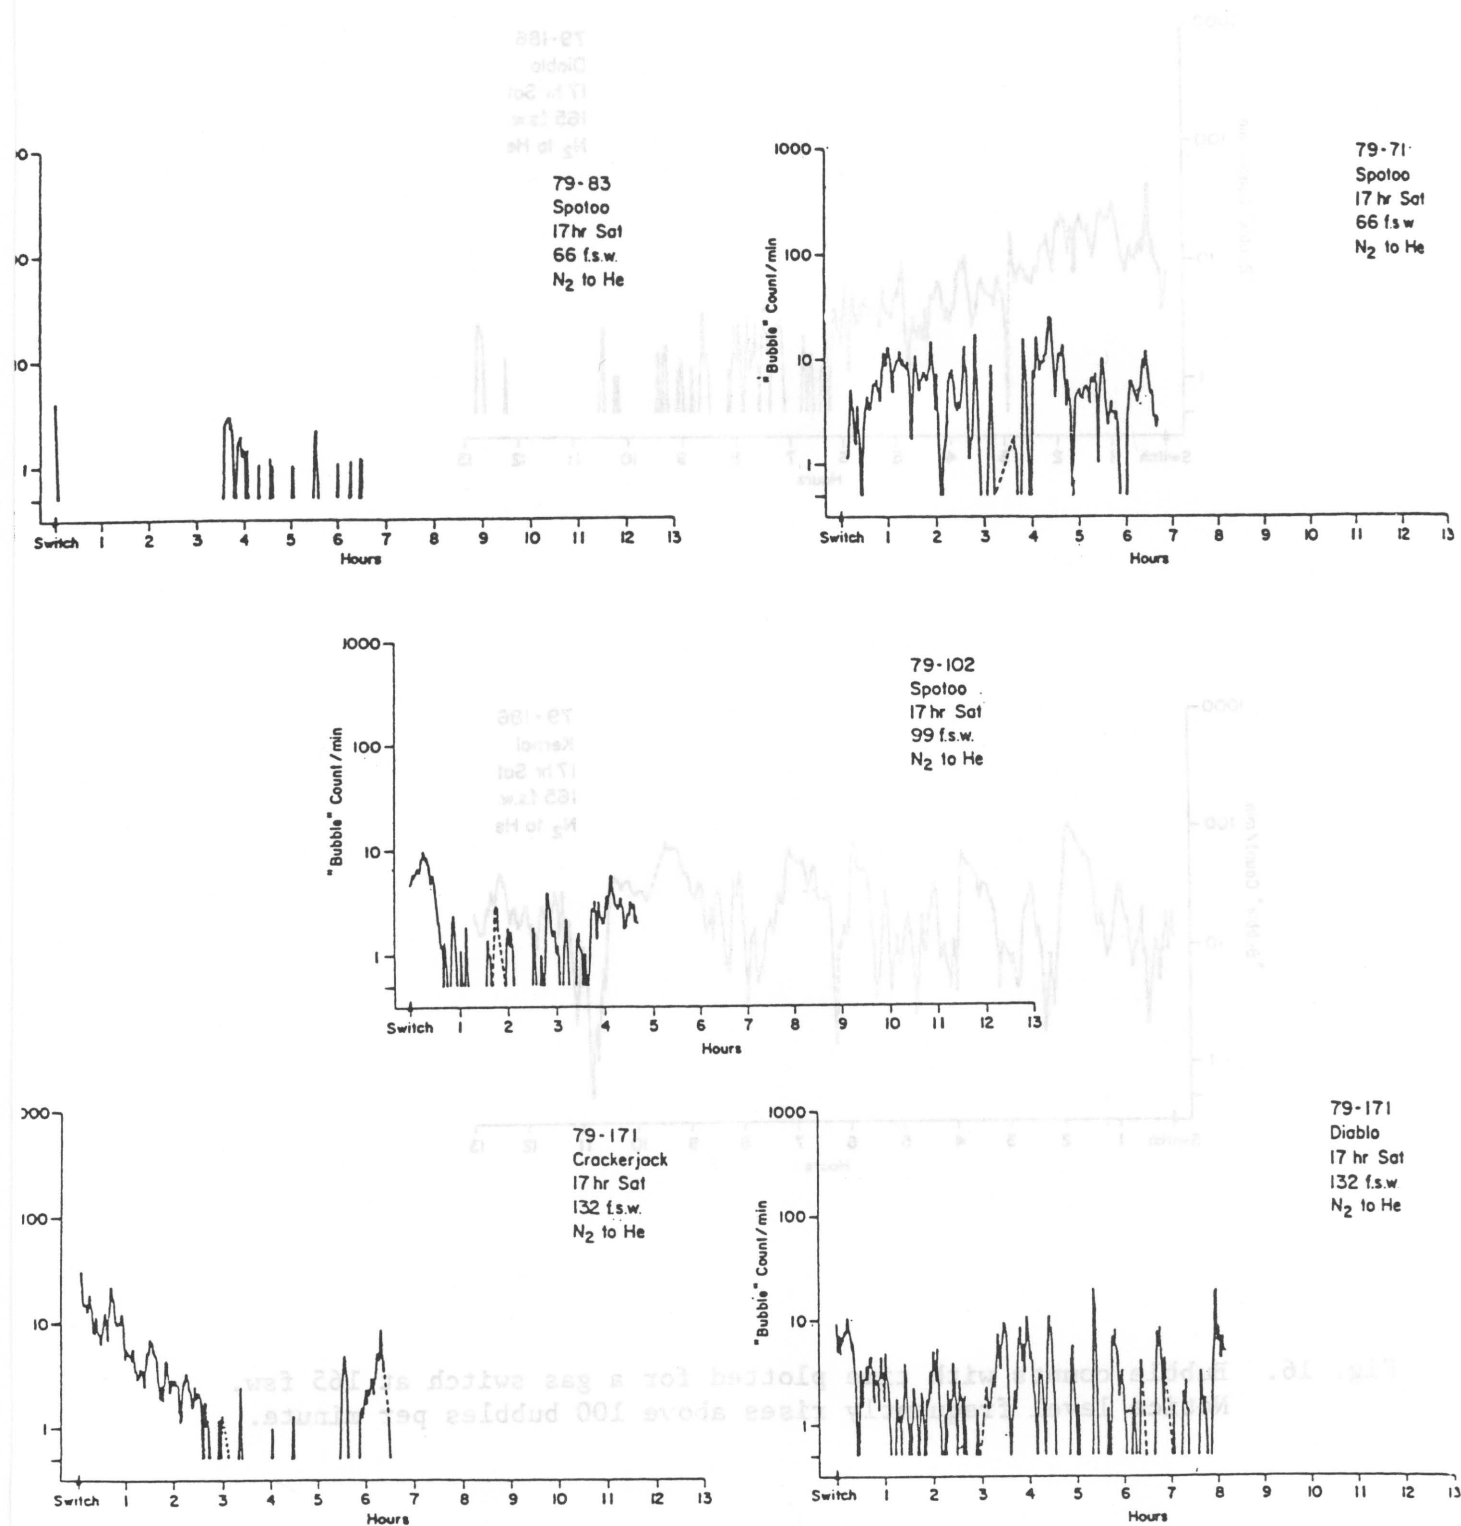 79-83
Spotoo
17 hr Sat
66 f.s.w.
N₂ to He
00
00
10
1
Switch 1 2 3 4 5 6 7 8 9 10 11 12 13
Hours
79-71
Spotoo
17 hr Sat
66 f.s.w
N₂ to He
"Bubble" Count/min
1000
100
10
1
Switch 1 2 3 4 5 6 7 8 9 10 11 12 13
Hours
79-102
Spotoo
17 hr Sat
99 f.s.w.
N₂ to He
"Bubble" Count/min
1000
100
10
1
Switch 1 2 3 4 5 6 7 8 9 10 11 12 13
Hours
79-171
Crackerjack
17 hr Sat
132 f.s.w.
N₂ to He
000
100
10
1
Switch 1 2 3 4 5 6 7 8 9 10 11 12 13
Hours
79-171
Diablo
17 hr Sat
132 f.s.w.
N₂ to He
"Bubble" Count/min
1000
100
10
1
Switch 1 2 3 4 5 6 7 8 9 10 11 12 13
Hours